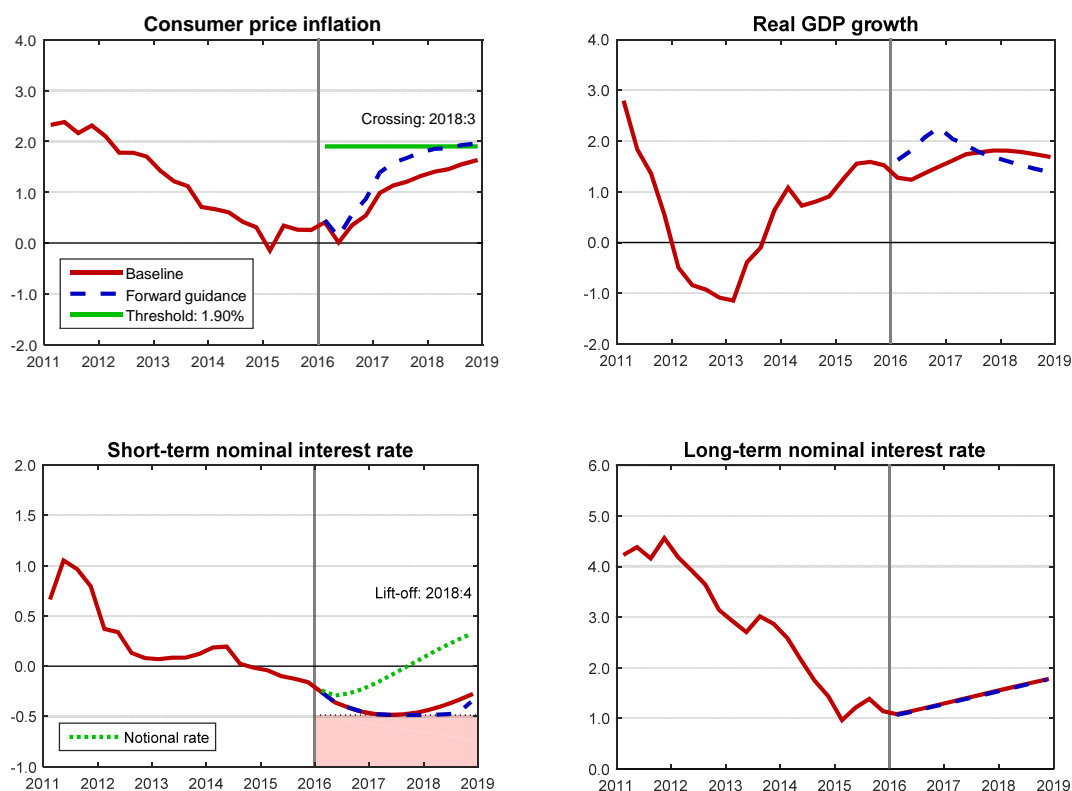 Consumer price inflation
4.0
3.0
2.0
1.0
0.0
-1.0
-2.0
Crossing: 2018:3
Baseline
Forward guidance
Threshold: 1.90%
2011 2012 2013 2014 2015 2016 2017 2018 2019
Real GDP growth
4.0
3.0
2.0
1.0
0.0
-1.0
-2.0
2011 2012 2013 2014 2015 2016 2017 2018 2019
Short-term nominal interest rate
2.0
1.5
1.0
0.5
0.0
-0.5
-1.0
Lift-off: 2018:4
Notional rate
2011 2012 2013 2014 2015 2016 2017 2018 2019
Long-term nominal interest rate
6.0
5.0
4.0
3.0
2.0
1.0
0.0
2011 2012 2013 2014 2015 2016 2017 2018 2019